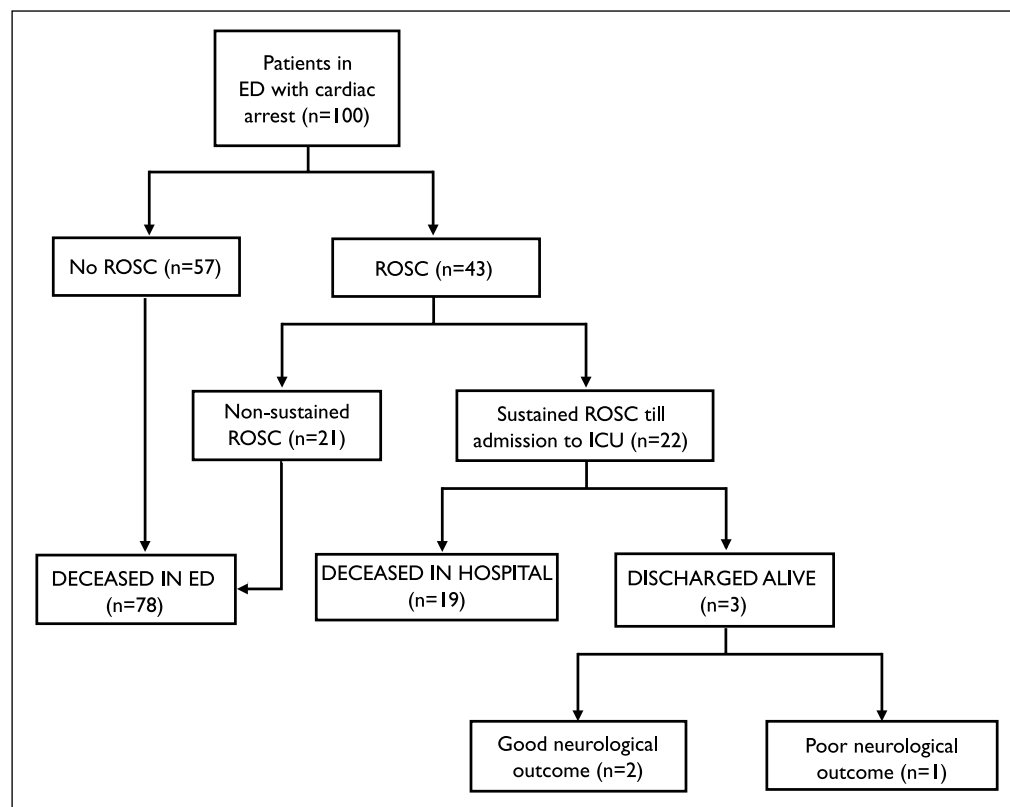 Patients in
ED with cardiac
arrest (n=100)
No ROSC (n=57)
ROSC (n=43)
Non-sustained
ROSC (n=21)
Sustained ROSC till
admission to ICU (n=22)
DECEASED IN ED
(n=78)
DECEASED IN HOSPITAL
(n=19)
DISCHARGED ALIVE
(n=3)
Good neurological
outcome (n=2)
Poor neurological
outcome (n=1)